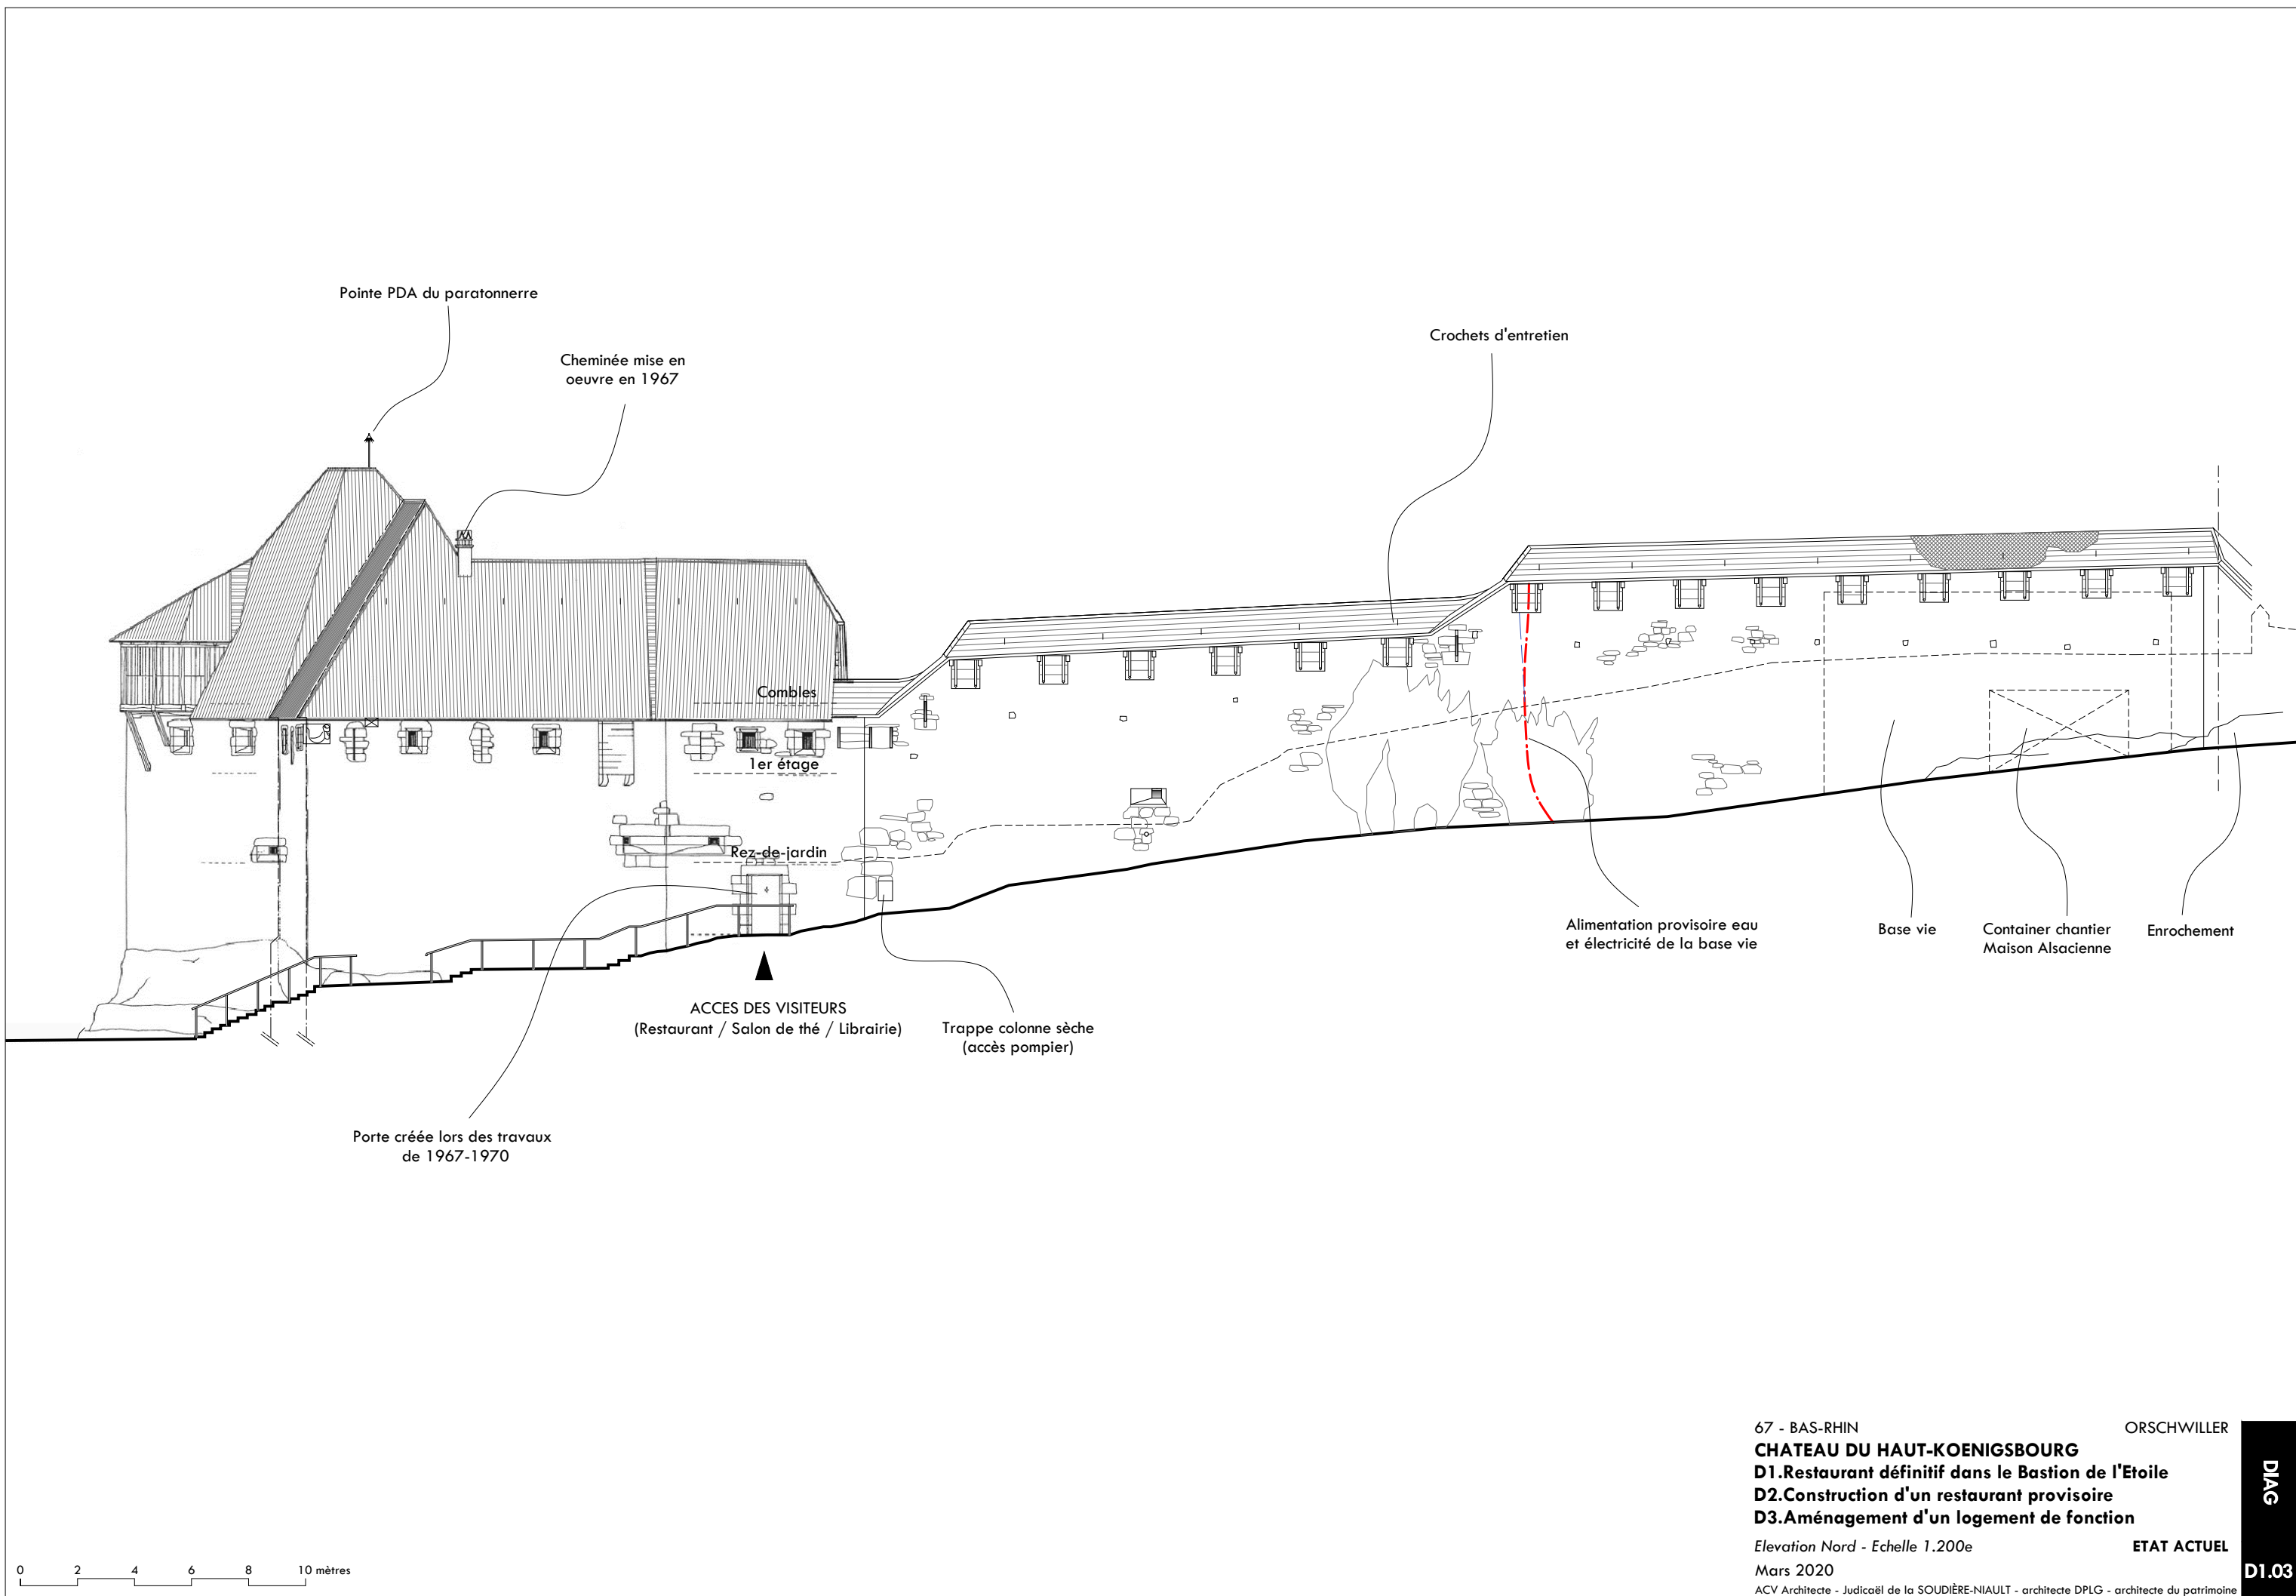 Pointe PDA du paratonnerre
Cheminée mise en
oeuvre en 1967
Crochets d'entretien
Combles
1er étage
Rez-de-jardin
Alimentation provisoire eau
et électricité de la base vie
Base vie
Container chantier
Maison Alsacienne
Enrochement
ACCES DES VISITEURS
(Restaurant / Salon de thé / Librairie)
Trappe colonne sèche
(accès pompier)
Porte créée lors des travaux
de 1967-1970
67 - BAS-RHIN ORSCHWILLER
CHATEAU DU HAUT-KOENIGSBOURG
D1.Restaurant définitif dans le Bastion de l'Etoile
D2.Construction d'un restaurant provisoire
D3.Aménagement d'un logement de fonction
Elevation Nord - Echelle 1.200e ETAT ACTUEL
Mars 2020
ACV Architecte - Judicaël de la SOUDIÈRE-NIAULT - architecte DPLG - architecte du patrimoine
DIAG
D1.03
0 2 4 6 8 10 mètres